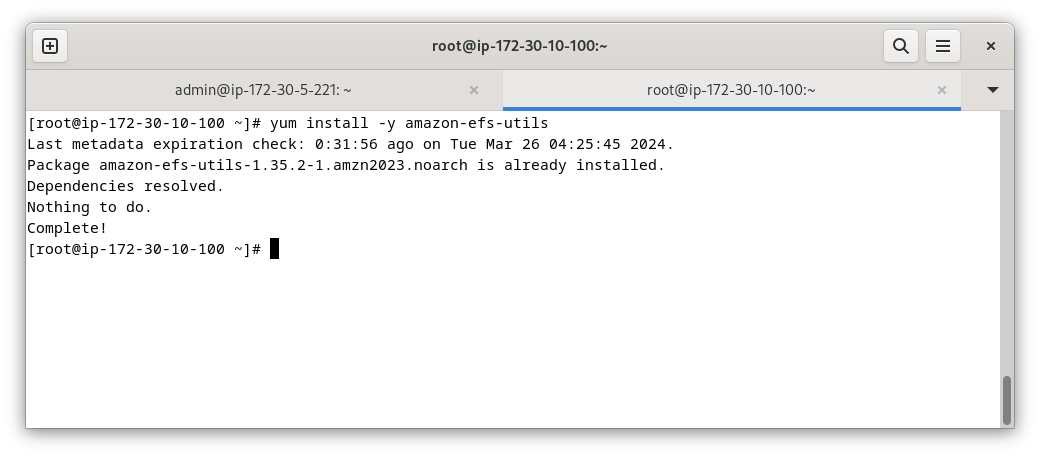 root@ip-172-30-10-100:~
admin@ip-172-30-5-221: ~
root@ip-172-30-10-100:~
[root@ip-172-30-10-100 ~]# yum install -y amazon-efs-utils
Last metadata expiration check: 0:31:56 ago on Tue Mar 26 04:25:45 2024.
Package amazon-efs-utils-1.35.2-1.amzn2023.noarch is already installed.
Dependencies resolved.
Nothing to do.
Complete!
[root@ip-172-30-10-100 ~]#